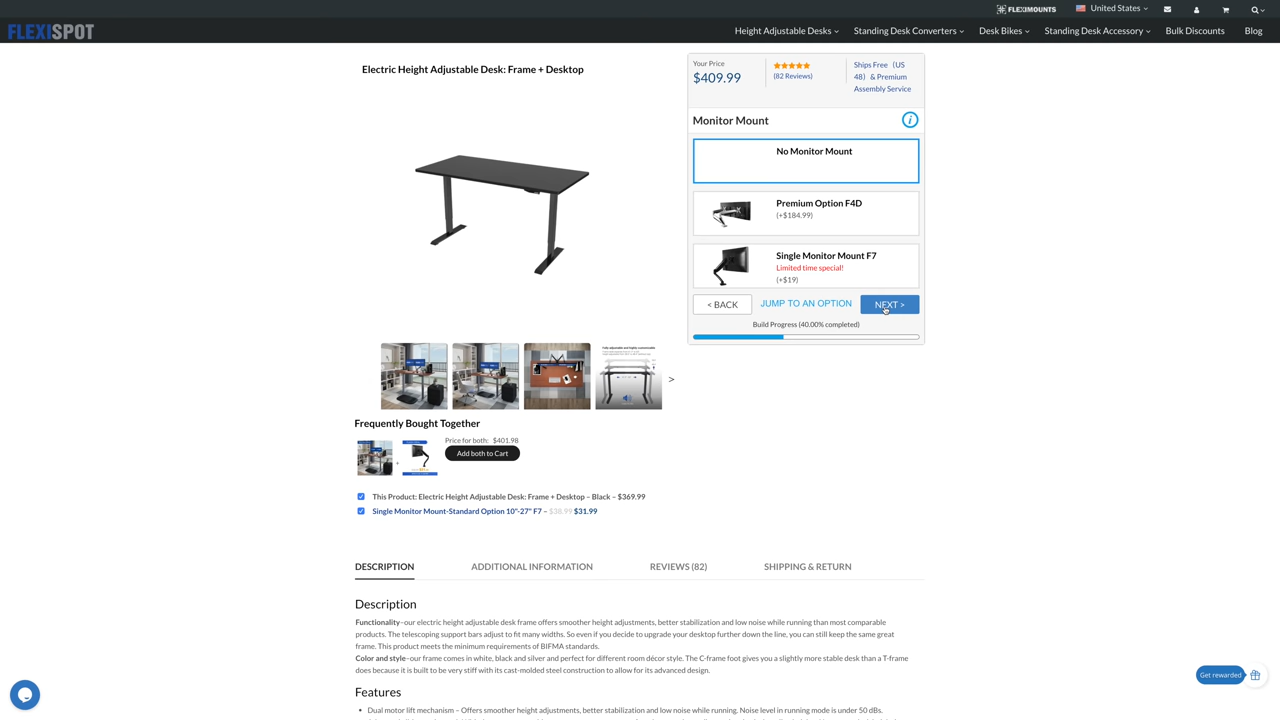 FLEXIMOUNTS
United States
FLEXISPOT
Height Adjustable Desks
Standing Desk Converters
Desk Bikes
Standing Desk Accessory
Bulk Discounts
Blog
Electric Height Adjustable Desk: Frame + Desktop
Your Price
$409.99
(82 Reviews)
Ships Free (US
48) & Premium
Assembly Service
Monitor Mount
i
No Monitor Mount
Premium Option F4D
(+$184.99)
Single Monitor Mount F7
Limited time special!
(+$19)
< BACK
JUMP TO AN OPTION
NEXT >
Build Progress (40.00% completed)
>
Frequently Bought Together
Price for both: $401.98
+
Add both to Cart
This Product: Electric Height Adjustable Desk: Frame + Desktop – Black – $369.99
Single Monitor Mount-Standard Option 10"-27" F7 – $38.99 $31.99
DESCRIPTION
ADDITIONAL INFORMATION
REVIEWS (82)
SHIPPING & RETURN
Description
Functionality–our electric height adjustable desk frame offers smoother height adjustments, better stabilization and low noise while running than most comparable
products. The telescoping support bars adjust to fit many widths. So even if you decide to upgrade your desktop further down the line, you can still keep the same great
frame. This product meets the minimum requirements of BIFMA standards.
Color and style–our frame comes in white, black and silver and perfect for different room décor style. The C-frame foot gives you a slightly more stable desk than a T-frame
does because it is built to be very stiff with its cast-molded steel construction to allow for its advanced design.
Get rewarded
Features
Dual motor lift mechanism – Offers smoother height adjustments, better stabilization and low noise while running. Noise level in running mode is under 50 dBs.